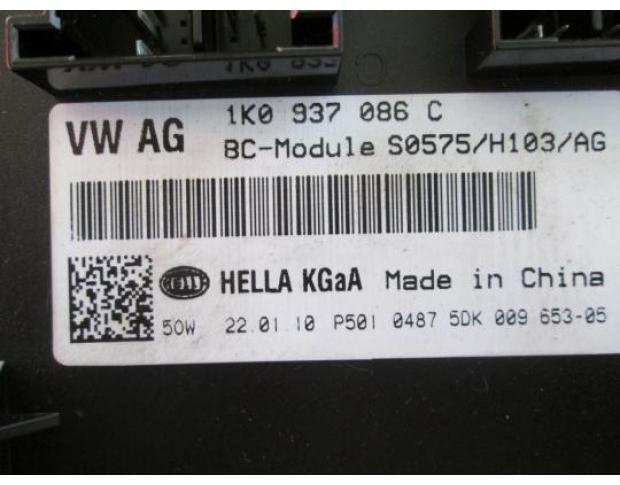 1K0 937 086 C
VW AG
BC-Module S0575/H103/AG
HELLA
HELLA KGaA Made in China
50W 22.01.10 P501 0487 5DK 009 653-05